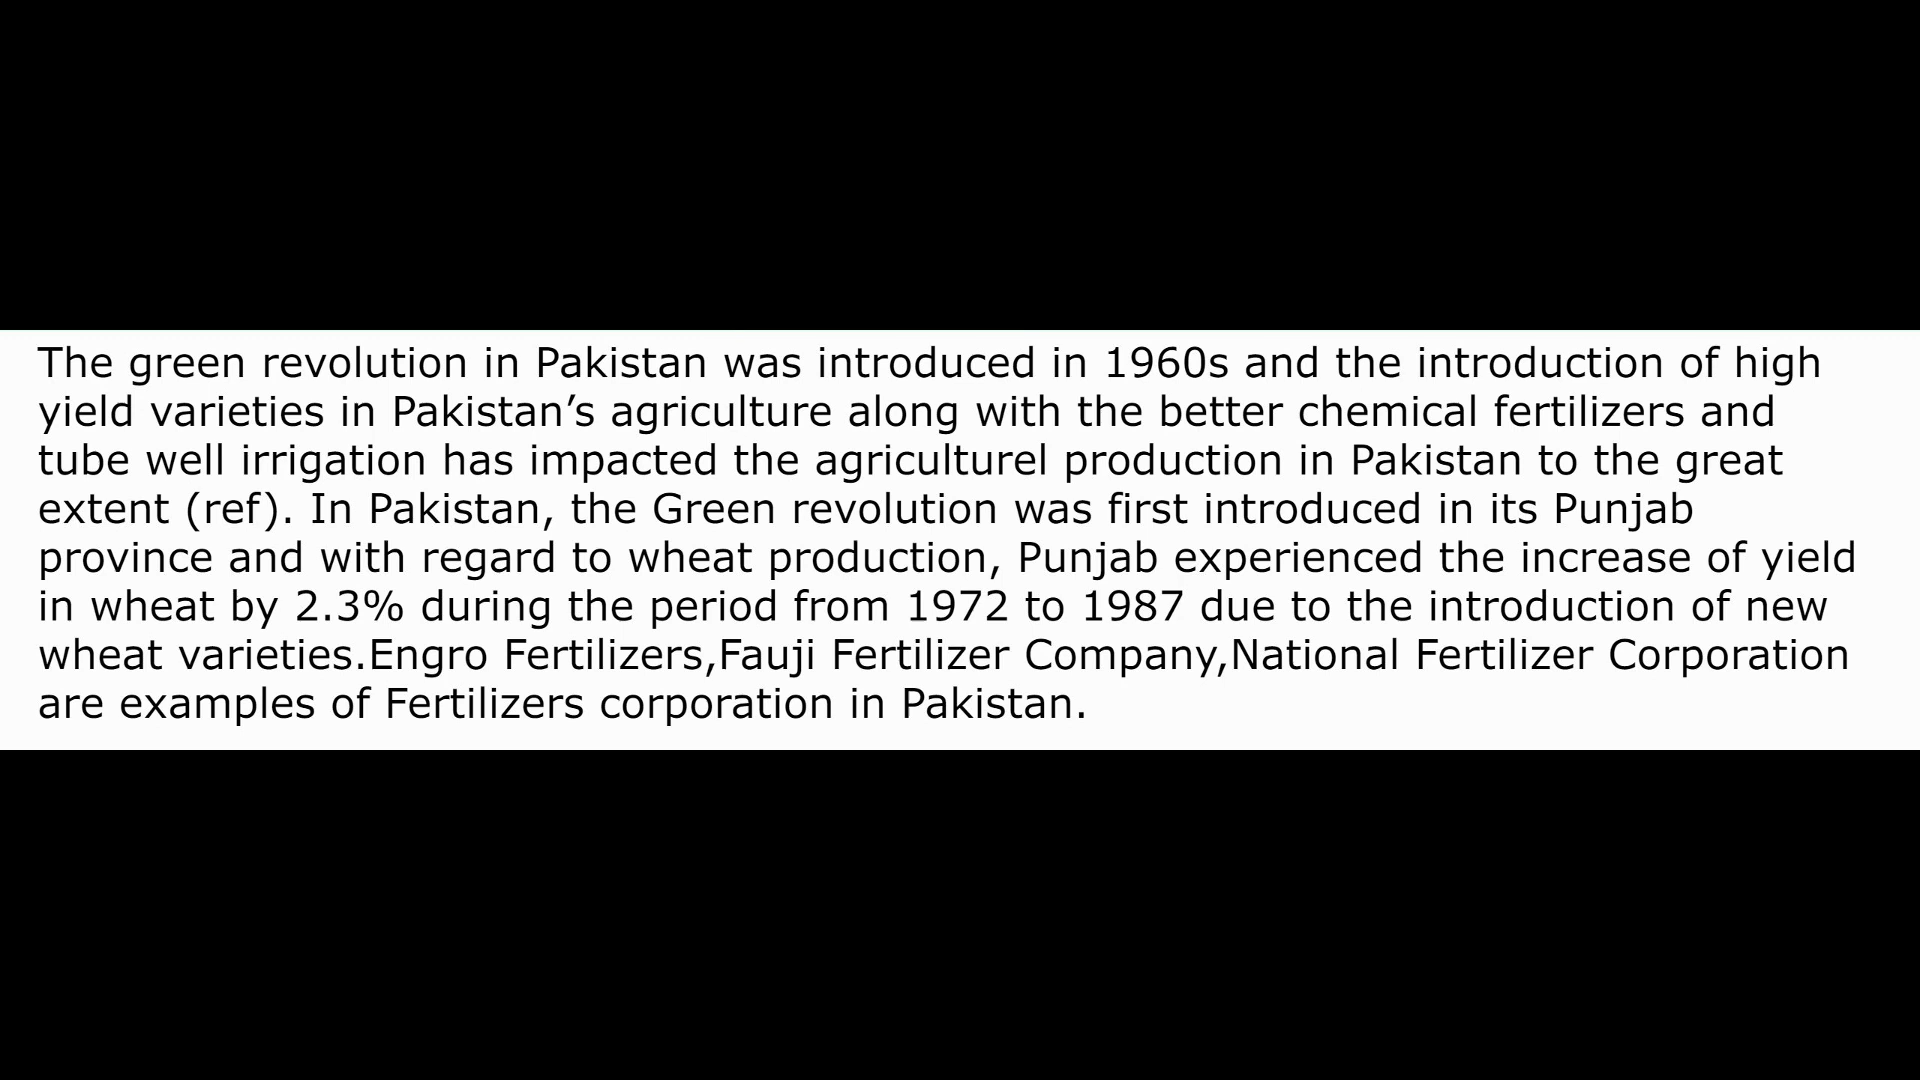 The green revolution in Pakistan was introduced in 1960s and the introduction of high
yield varieties in Pakistan’s agriculture along with the better chemical fertilizers and
tube well irrigation has impacted the agriculturel production in Pakistan to the great
extent (ref). In Pakistan, the Green revolution was first introduced in its Punjab
province and with regard to wheat production, Punjab experienced the increase of yield
in wheat by 2.3% during the period from 1972 to 1987 due to the introduction of new
wheat varieties.Engro Fertilizers,Fauji Fertilizer Company,National Fertilizer Corporation
are examples of Fertilizers corporation in Pakistan.